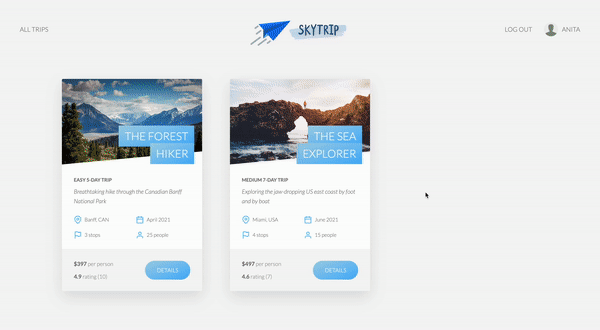 ALL TRIPS
SKYTRIP
LOG OUT
ANITA
THE FOREST
HIKER
EASY 5-DAY TRIP
Breathtaking hike through the Canadian Banff
National Park
Banff, CAN
April 2021
3 stops
25 people
$397 per person
4.9 rating (10)
DETAILS
THE SEA
EXPLORER
MEDIUM 7-DAY TRIP
Exploring the jaw-dropping US east coast by foot
and by boat
Miami, USA
June 2021
4 stops
15 people
$497 per person
4.6 rating (7)
DETAILS